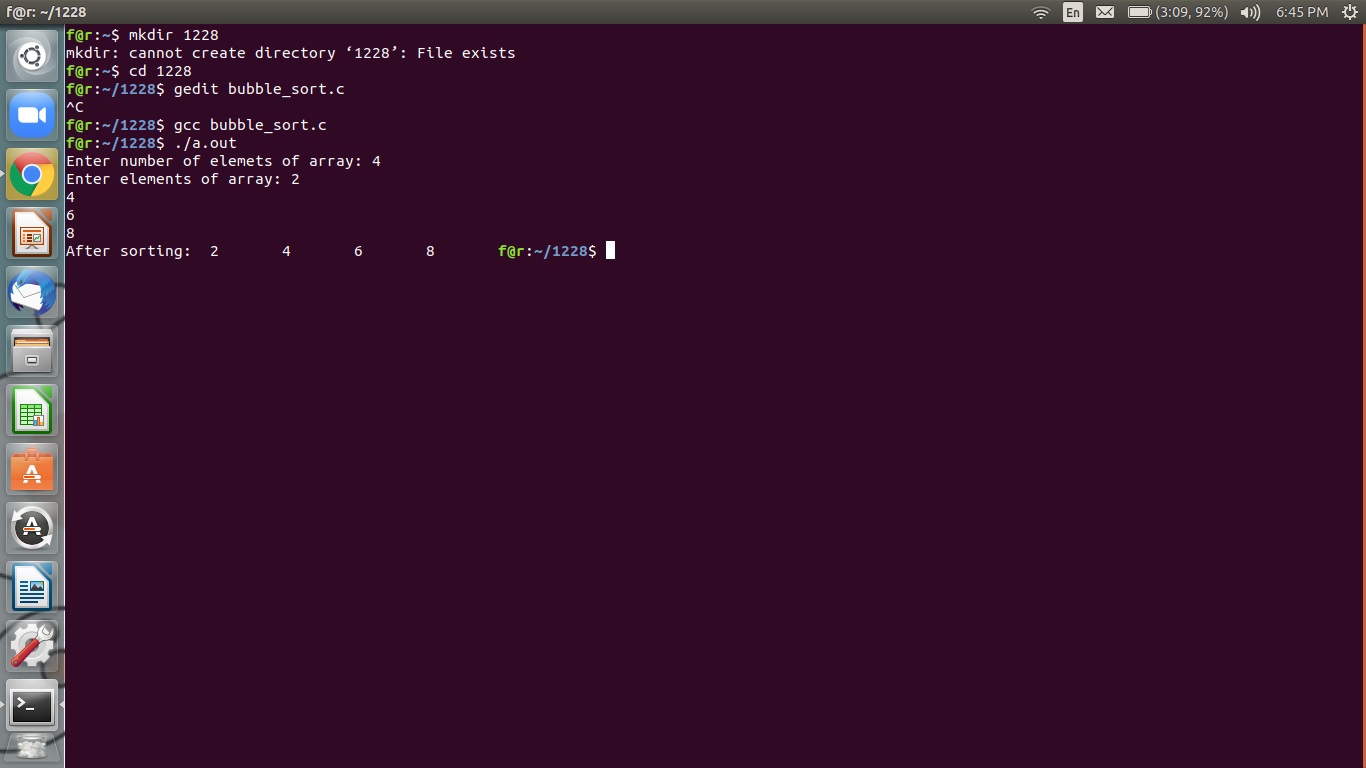 f@r: ~/1228
En
(3:09, 92%)
6:45 PM
f@r:~$ mkdir 1228
mkdir: cannot create directory ‘1228’: File exists
f@r:~$ cd 1228
f@r:~/1228$ gedit bubble_sort.c
^C
f@r:~/1228$ gcc bubble_sort.c
f@r:~/1228$ ./a.out
Enter number of elemets of array: 4
Enter elements of array: 2
4
6
8
After sorting:  2       4       6       8       f@r:~/1228$